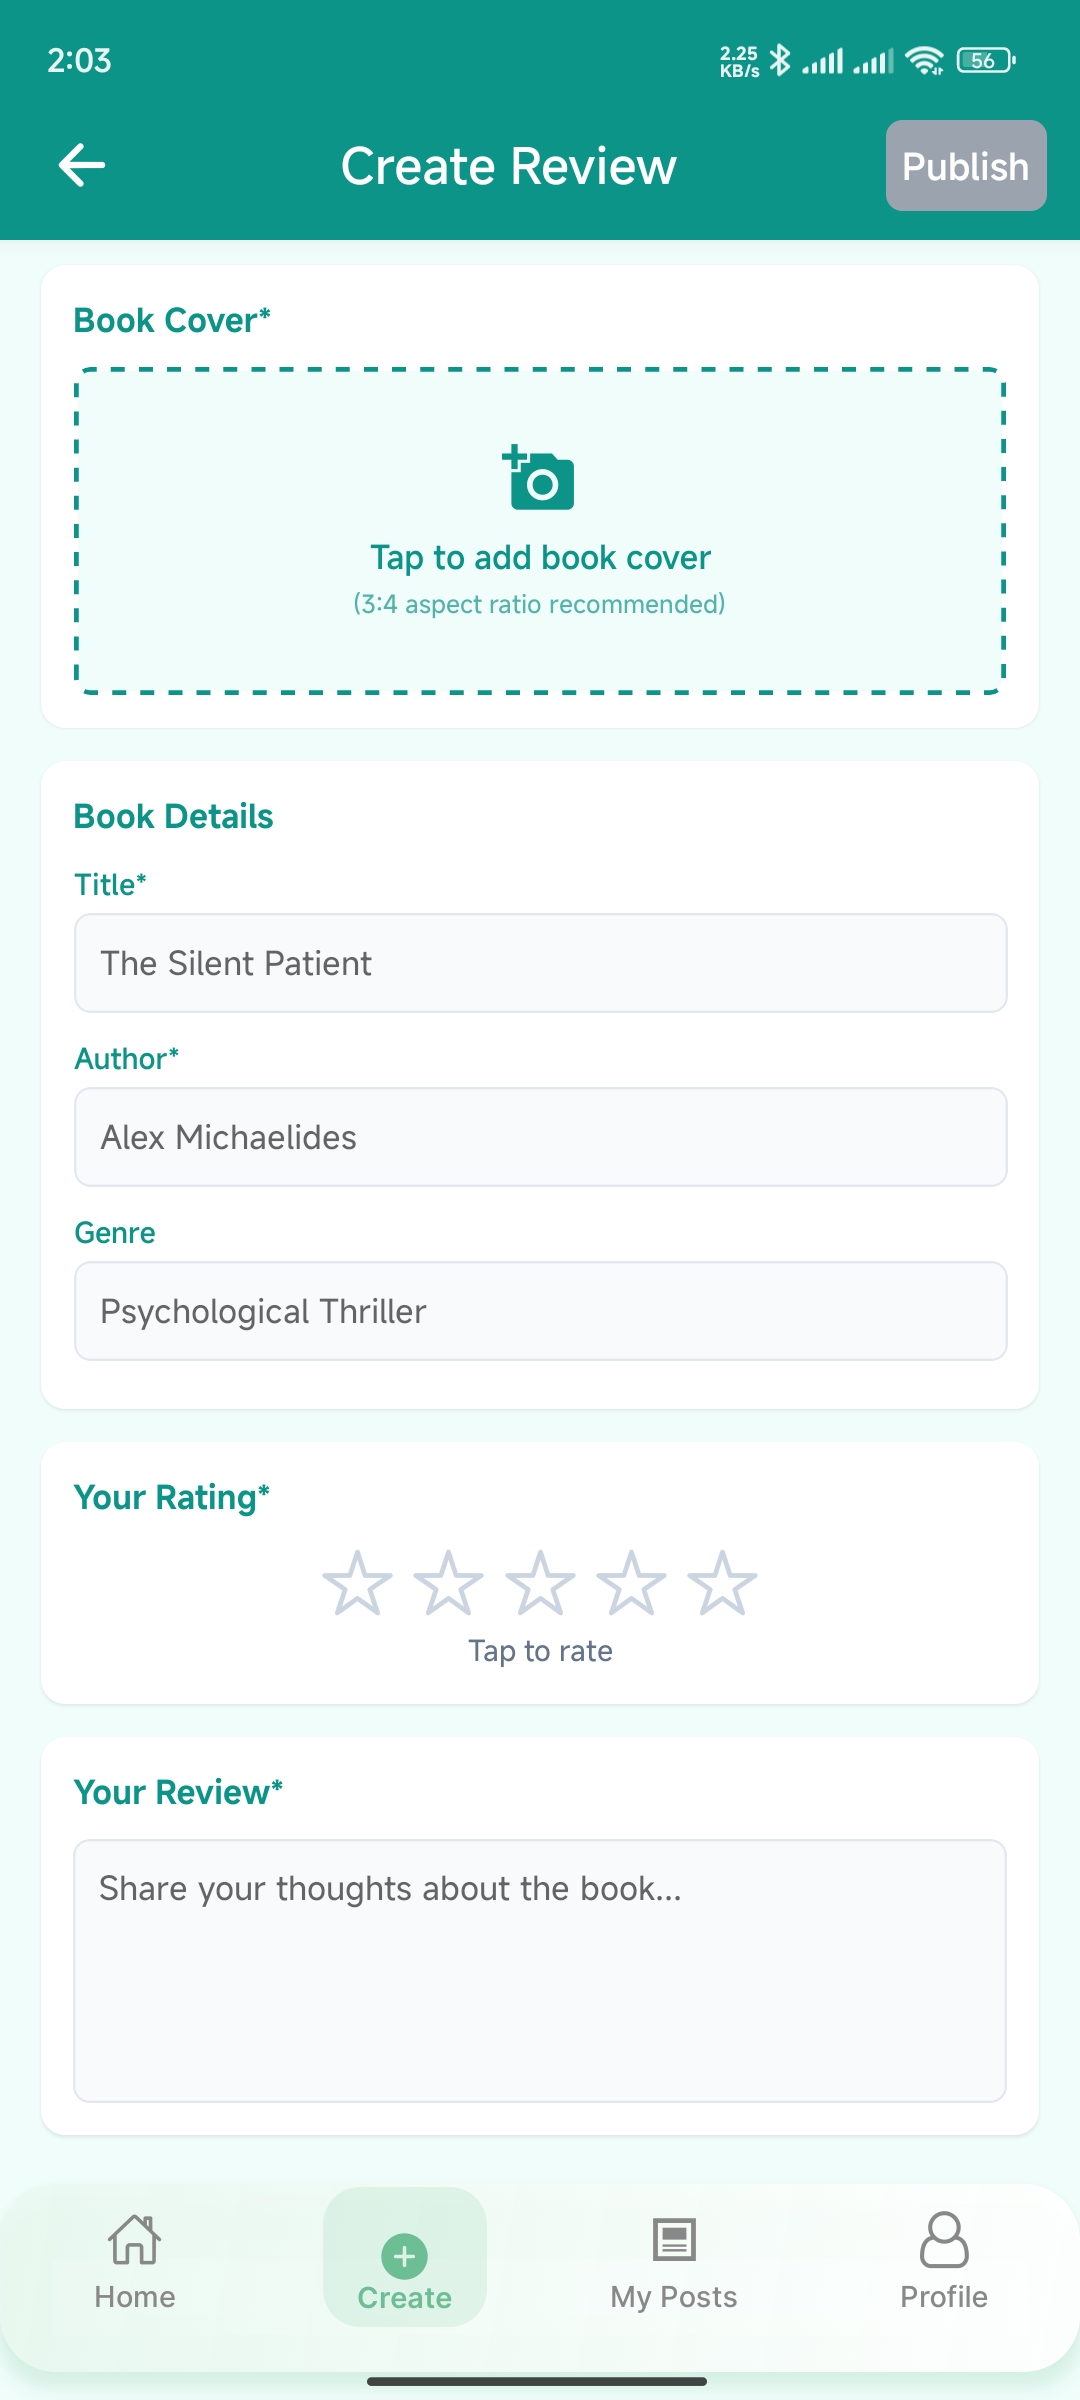 2:03
2.25
KB/s
56
Create Review
Publish
Book Cover*
Tap to add book cover
(3:4 aspect ratio recommended)
Book Details
Title*
The Silent Patient
Author*
Alex Michaelides
Genre
Psychological Thriller
Your Rating*
Tap to rate
Your Review*
Share your thoughts about the book...
Home
Create
My Posts
Profile